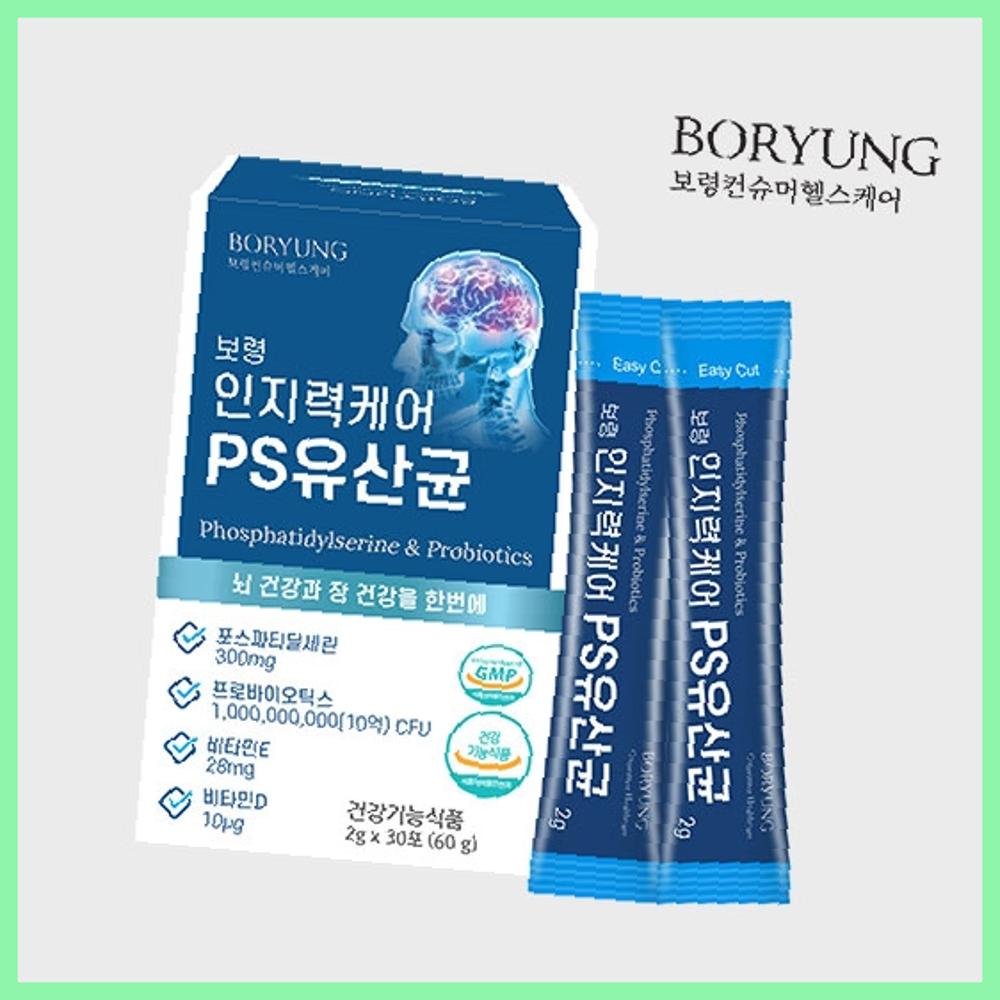 BORYUNG
보령컨슈머헬스케어
BORYUNG
보령컨슈머헬스케어
보령
인지력케어
PS유산균
Phosphatidylserine & Probiotics
뇌 건강과 장 건강을 한번에
포스파티딜세린
300mg
프로바이오틱스
1,000,000,000(10억) CFU
비타민E
28mg
비타민D
10μg
GMP
건강
기능식품
건강기능식품
2g x 30포 (60 g)
Easy C
Phosphatidylserine & Probiotics
보령 인지력케어 PS유산균
BORYUNG
2g
Easy Cut
Phosphatidylserine & Probiotics
보령 인지력케어 PS유산균
BORYUNG
2g